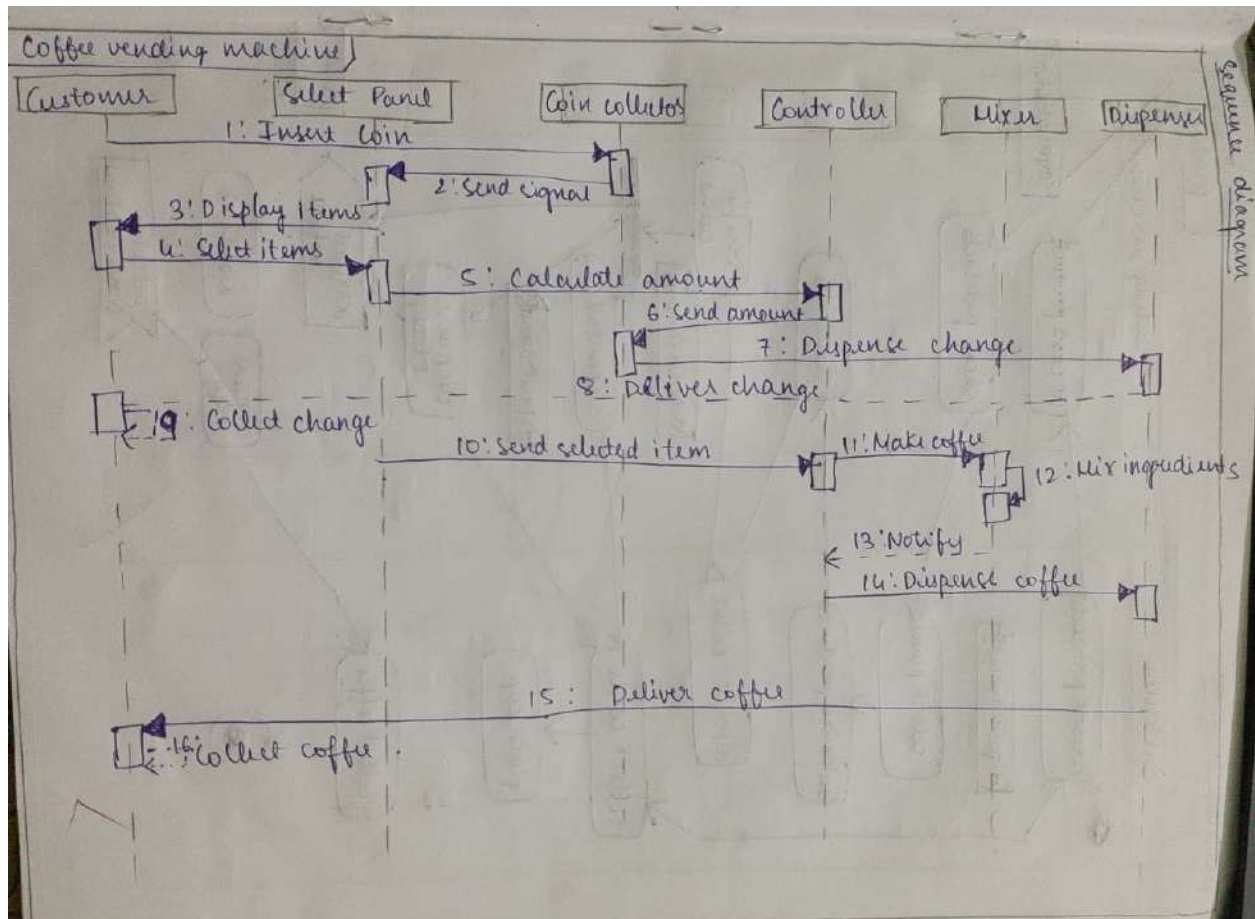 Coffee vending machine
Customer
Select Panel
Coin collector
Controller
Mixer
Dispenser
Sequence diagram
1: Insert Coin
2: Send signal
3: Display items
4: Select items
5: Calculate amount
6: Send amount
7: Dispense change
8: Deliver change
9: Collect change
10: Send selected item
11: Make coffee
12: Mix ingredients
13: Notify
14: Dispense coffee
15: Deliver coffee
16: Collect coffee.